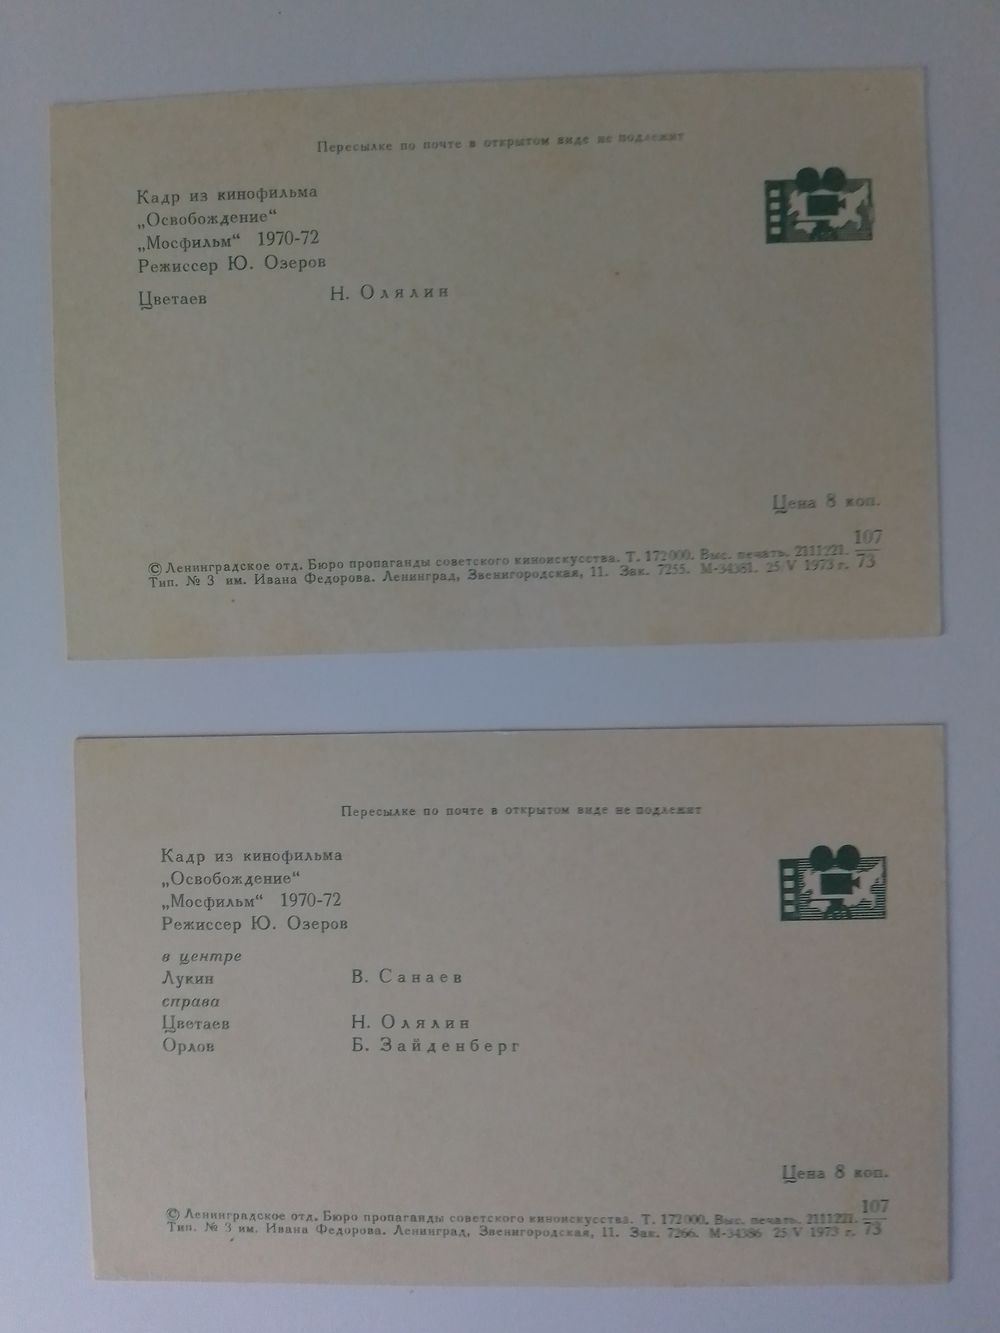 Пересылке по почте в открытом виде не подлежит
Кадр из кинофильма
„Освобождение“
„Мосфильм“ 1970-72
Режиссер Ю. Озеров
Цветаев Н. Олялин
Цена 8 коп.
© Ленинградское отд. Бюро пропаганды советского киноискусства. Т. 172000. Выс. печать. 2111221. 107
Тип. № 3 им. Ивана Федорова. Ленинград, Звенигородская, 11. Зак. 7255. М-34381. 25/V 1973 г. 73
Пересылке по почте в открытом виде не подлежит
Кадр из кинофильма
„Освобождение“
„Мосфильм“ 1970-72
Режиссер Ю. Озеров
в центре
Лукин В. Санаев
справа
Цветаев Н. Олялин
Орлов Б. Зайденберг
Цена 8 коп.
© Ленинградское отд. Бюро пропаганды советского киноискусства. Т. 172000. Выс. печать. 2111221. 107
Тип. № 3 им. Ивана Федорова. Ленинград, Звенигородская, 11. Зак. 7266. М-34386 25/V 1973 г. 73